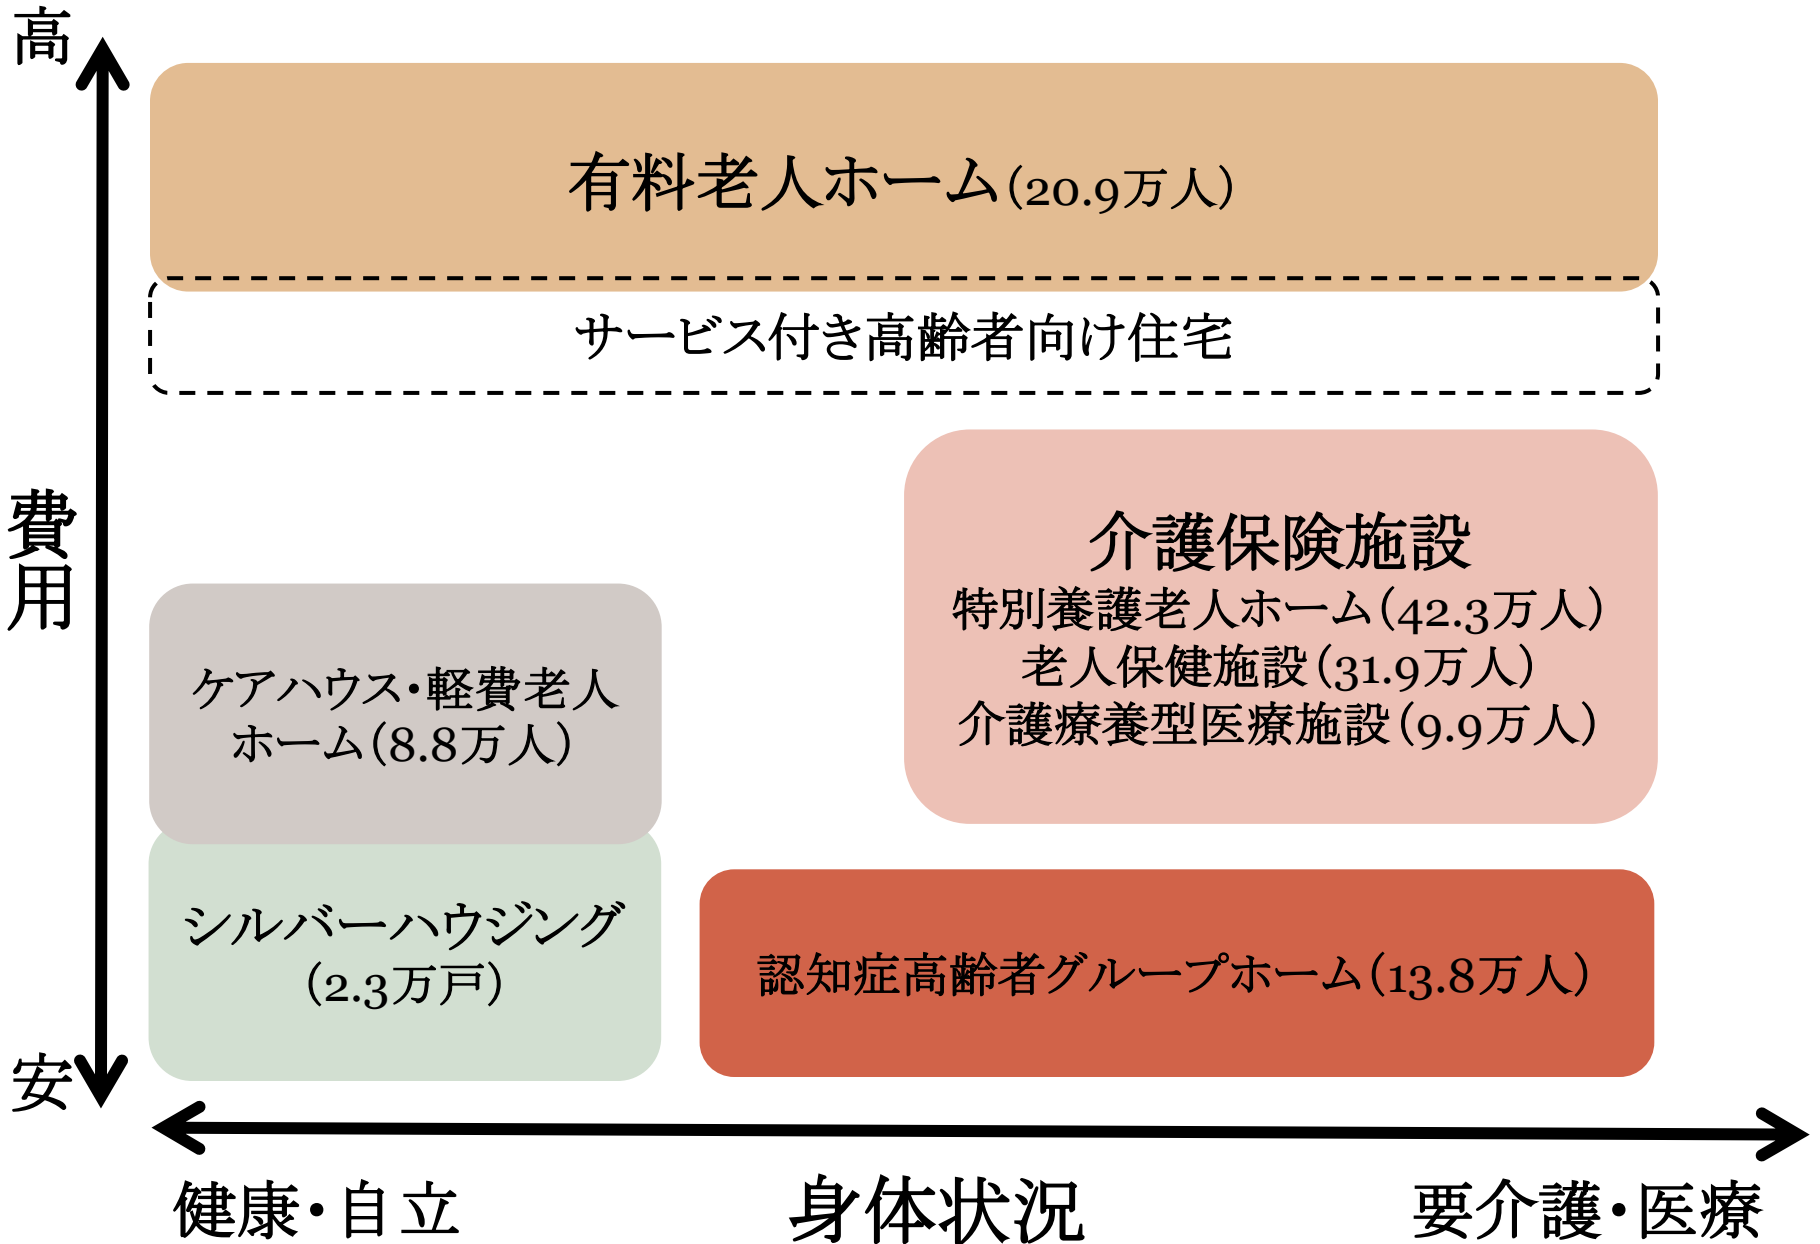 高
有料老人ホーム(20.9万人)
サービス付き高齢者向け住宅
費用
介護保険施設
特別養護老人ホーム(42.3万人)
老人保健施設(31.9万人)
介護療養型医療施設(9.9万人)
ケアハウス・軽費老人
ホーム(8.8万人)
シルバーハウジング
(2.3万戸)
認知症高齢者グループホーム(13.8万人)
安
健康・自立
身体状況
要介護・医療